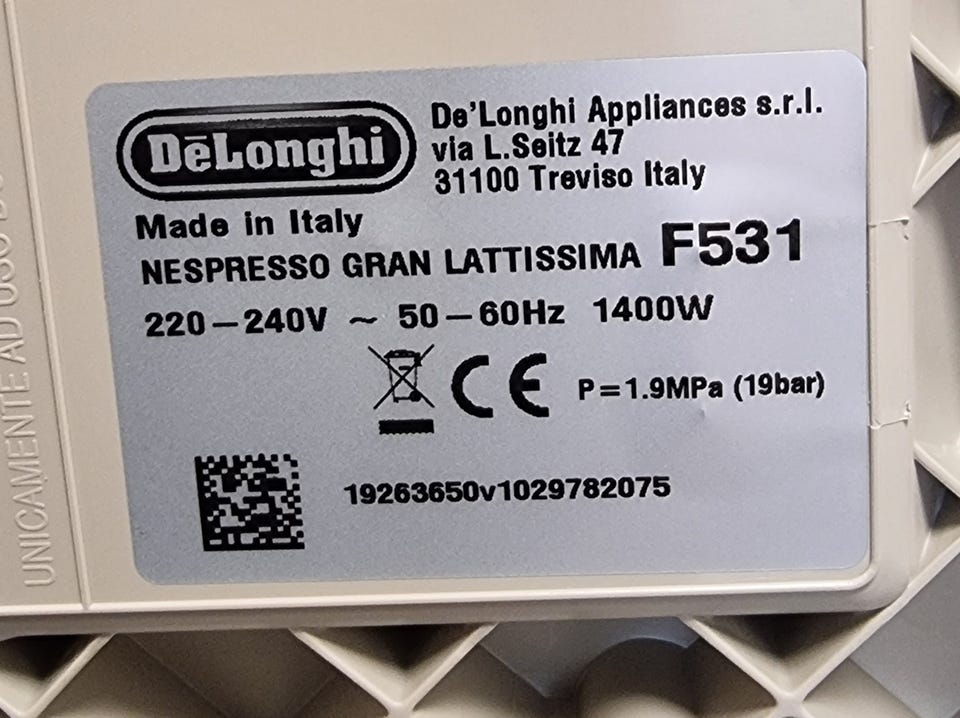 DēLonghi
De'Longhi Appliances s.r.l.
via L.Seitz 47
31100 Treviso Italy
Made in Italy
NESPRESSO GRAN LATTISSIMA F531
220-240V ~ 50-60Hz 1400W
CE P=1.9MPa (19bar)
19263650v1029782075
UNICAMENTE AD USO